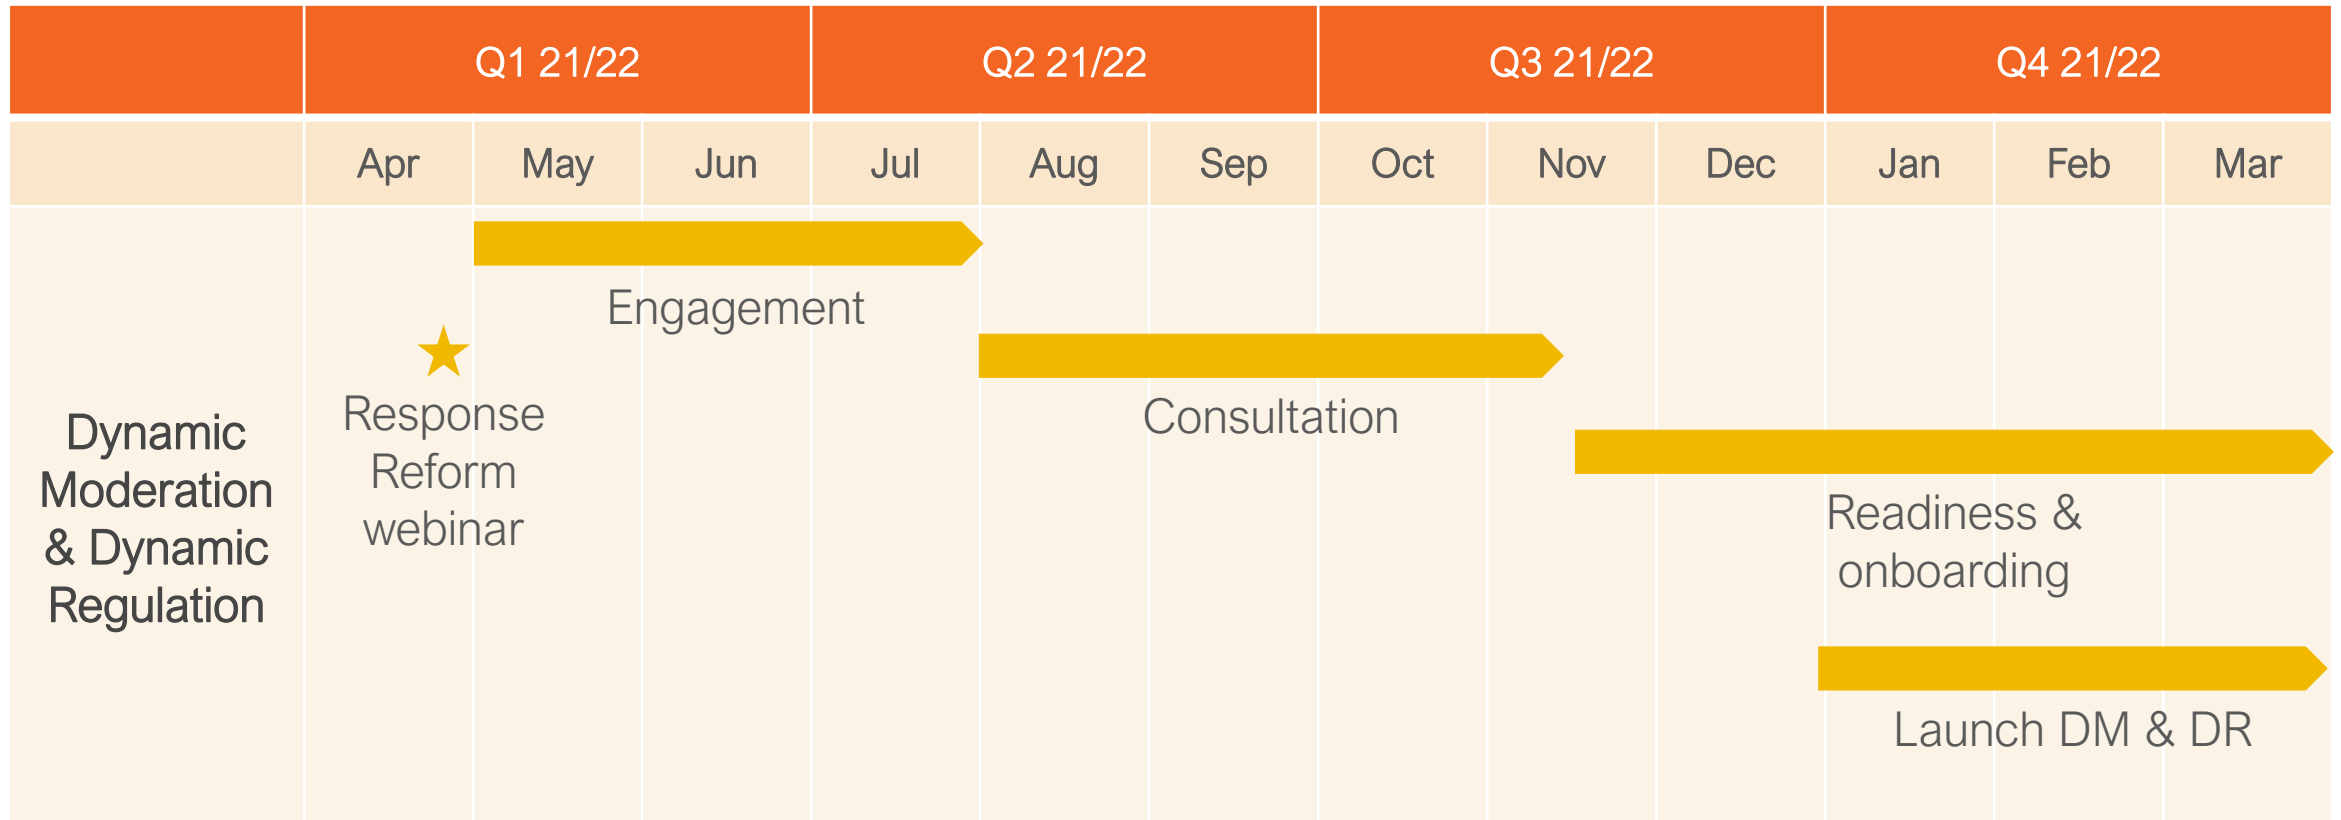 Q1 21/22
Q2 21/22
Q3 21/22
Q4 21/22
Apr
May
Jun
Jul
Aug
Sep
Oct
Nov
Dec
Jan
Feb
Mar
Dynamic
Moderation
& Dynamic
Regulation
Engagement
Response
Reform
webinar
Consultation
Readiness &
onboarding
Launch DM & DR